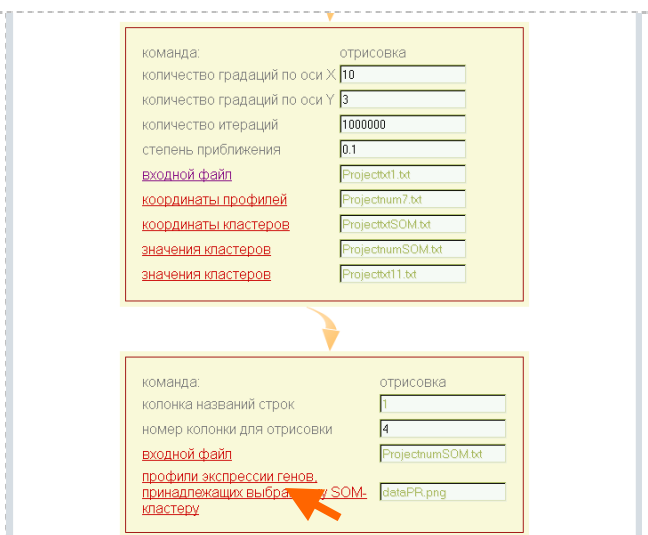 команда: отрисовка
количество градаций по оси X 10
количество градаций по оси Y 3
количество итераций 1000000
степень приближения 0.1
входной файл Projecttxt1.txt
координаты профилей Projectnum7.txt
координаты кластеров ProjecttxtSOM.txt
значения кластеров ProjectnumSOM.txt
значения кластеров Projecttxt11.txt
команда: отрисовка
колонка названий строк 1
номер колонки для отрисовки 4
входной файл ProjectnumSOM.txt
профили экспрессии генов,
принадлежащих SOM- dataPR.png
кластеру